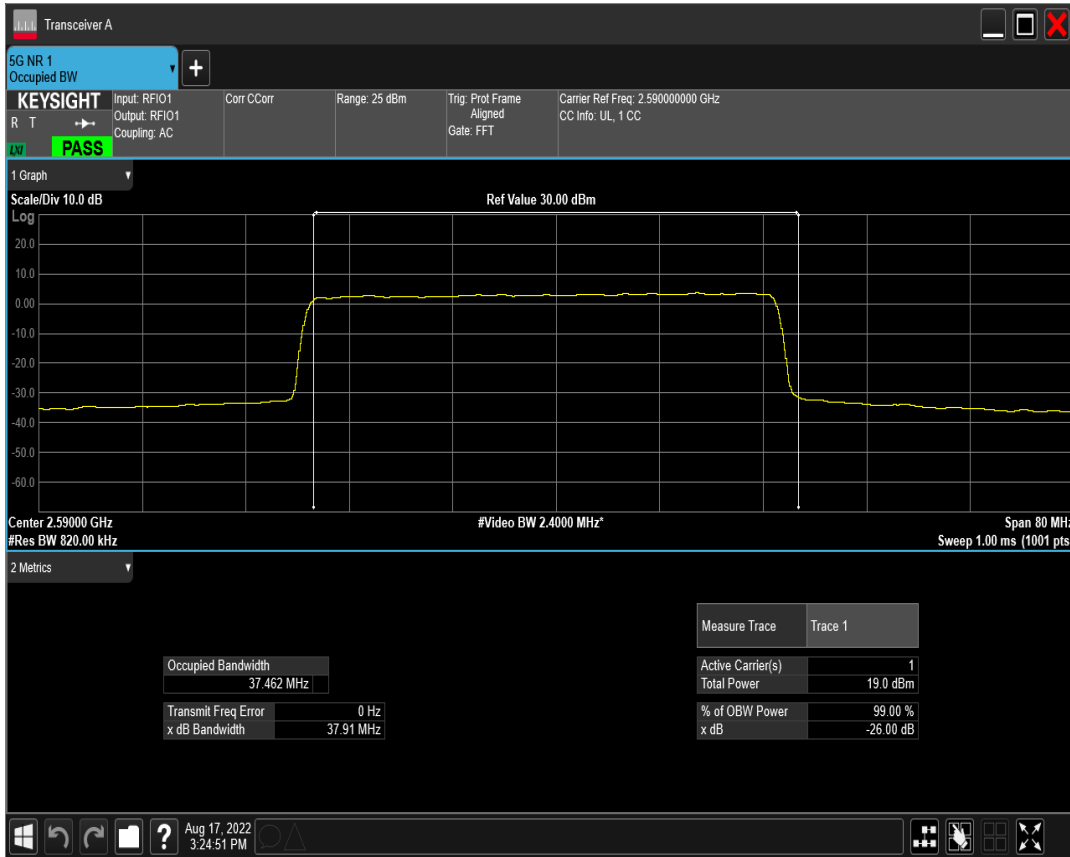 Transceiver A
5G NR 1
Occupied BW
KEYSIGHT
R T
LXI
PASS
Input: RFIO1
Output: RFIO1
Coupling: AC
Corr CCorr
Range: 25 dBm
Trig: Prot Frame
Aligned
Gate: FFT
Carrier Ref Freq: 2.590000000 GHz
CC Info: UL, 1 CC
1 Graph
Scale/Div 10.0 dB
Ref Value 30.00 dBm
Log
20.0
10.0
0.00
-10.0
-20.0
-30.0
-40.0
-50.0
-60.0
Center 2.59000 GHz
#Video BW 2.4000 MHz*
Span 80 MHz
#Res BW 820.00 kHz
Sweep 1.00 ms (1001 pts
2 Metrics
Measure Trace Trace 1
Occupied Bandwidth
37.462 MHz
Active Carrier(s) 1
Total Power 19.0 dBm
Transmit Freq Error 0 Hz
x dB Bandwidth 37.91 MHz
% of OBW Power 99.00 %
x dB -26.00 dB
?
Aug 17, 2022
3:24:51 PM